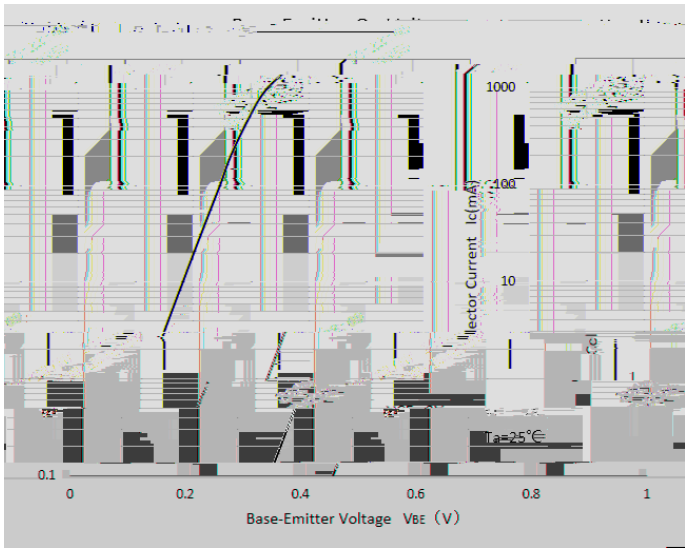 1000
100
llector Current Ic(mA)
10
Ta=25℃
0.1
0 0.2 0.4 0.6 0.8 1
Base-Emitter Voltage VBE (V)